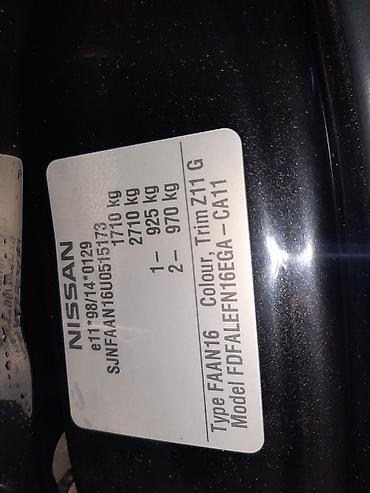 NISSAN
e11*98/14*0129
SJNFAAN16U0515173
1710 kg
2710 kg
1– 925 kg
2– 970 kg
Type FAAN16 Colour, Trim Z11 G
Model FDFALEFN16EGA – CA11